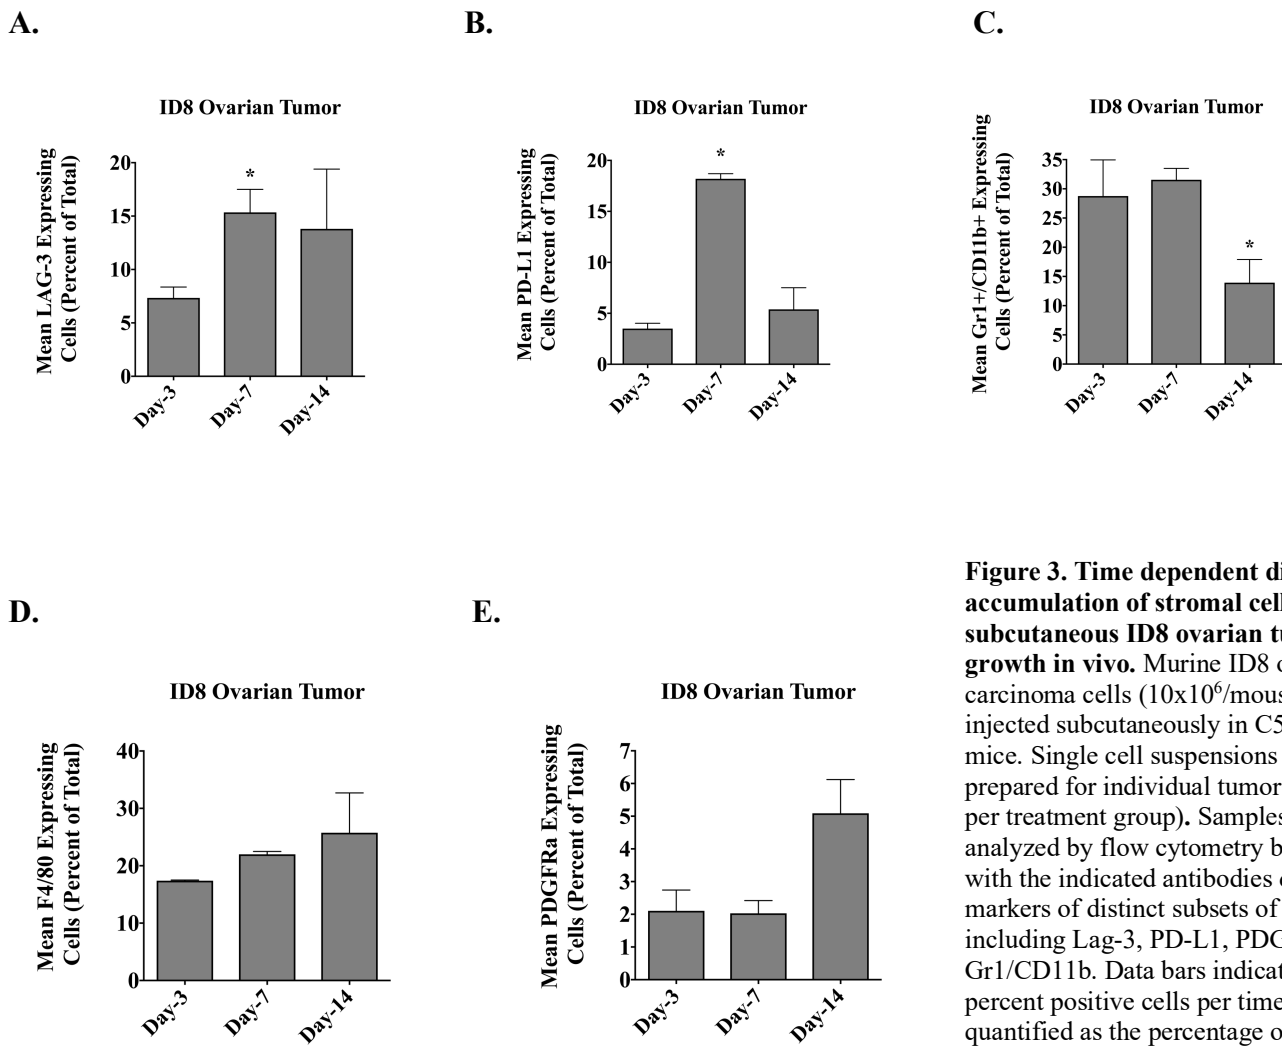 A.
B.
C.
ID8 Ovarian Tumor
Mean LAG-3 Expressing
Cells (Percent of Total)
20
15
10
5
0
*
Day-3
Day-7
Day-14
ID8 Ovarian Tumor
Mean PD-L1 Expressing
Cells (Percent of Total)
20
15
10
5
0
*
Day-3
Day-7
Day-14
ID8 Ovarian Tumor
Mean Gr1+/CD11b+ Expressing
Cells (Percent of Total)
35
30
25
20
15
10
5
0
*
Day-3
Day-7
Day-14
D.
E.
ID8 Ovarian Tumor
Mean F4/80 Expressing
Cells (Percent of Total)
40
30
20
10
0
Day-3
Day-7
Day-14
ID8 Ovarian Tumor
Mean PDGFRa Expressing
Cells (Percent of Total)
7
6
5
4
3
2
1
0
Day-3
Day-7
Day-14
Figure 3. Time dependent
accumulation of stromal
subcutaneous ID8 ovarian
growth in vivo. Murine ID8
carcinoma cells (10x10⁶/
injected subcutaneously in
mice. Single cell suspensions
prepared for individual tumor
per treatment group). Samples
analyzed by flow cytometry
with the indicated antibodies
markers of distinct subsets of
including Lag-3, PD-L1,
Gr1/CD11b. Data bars
percent positive cells per time
quantified as the percentage